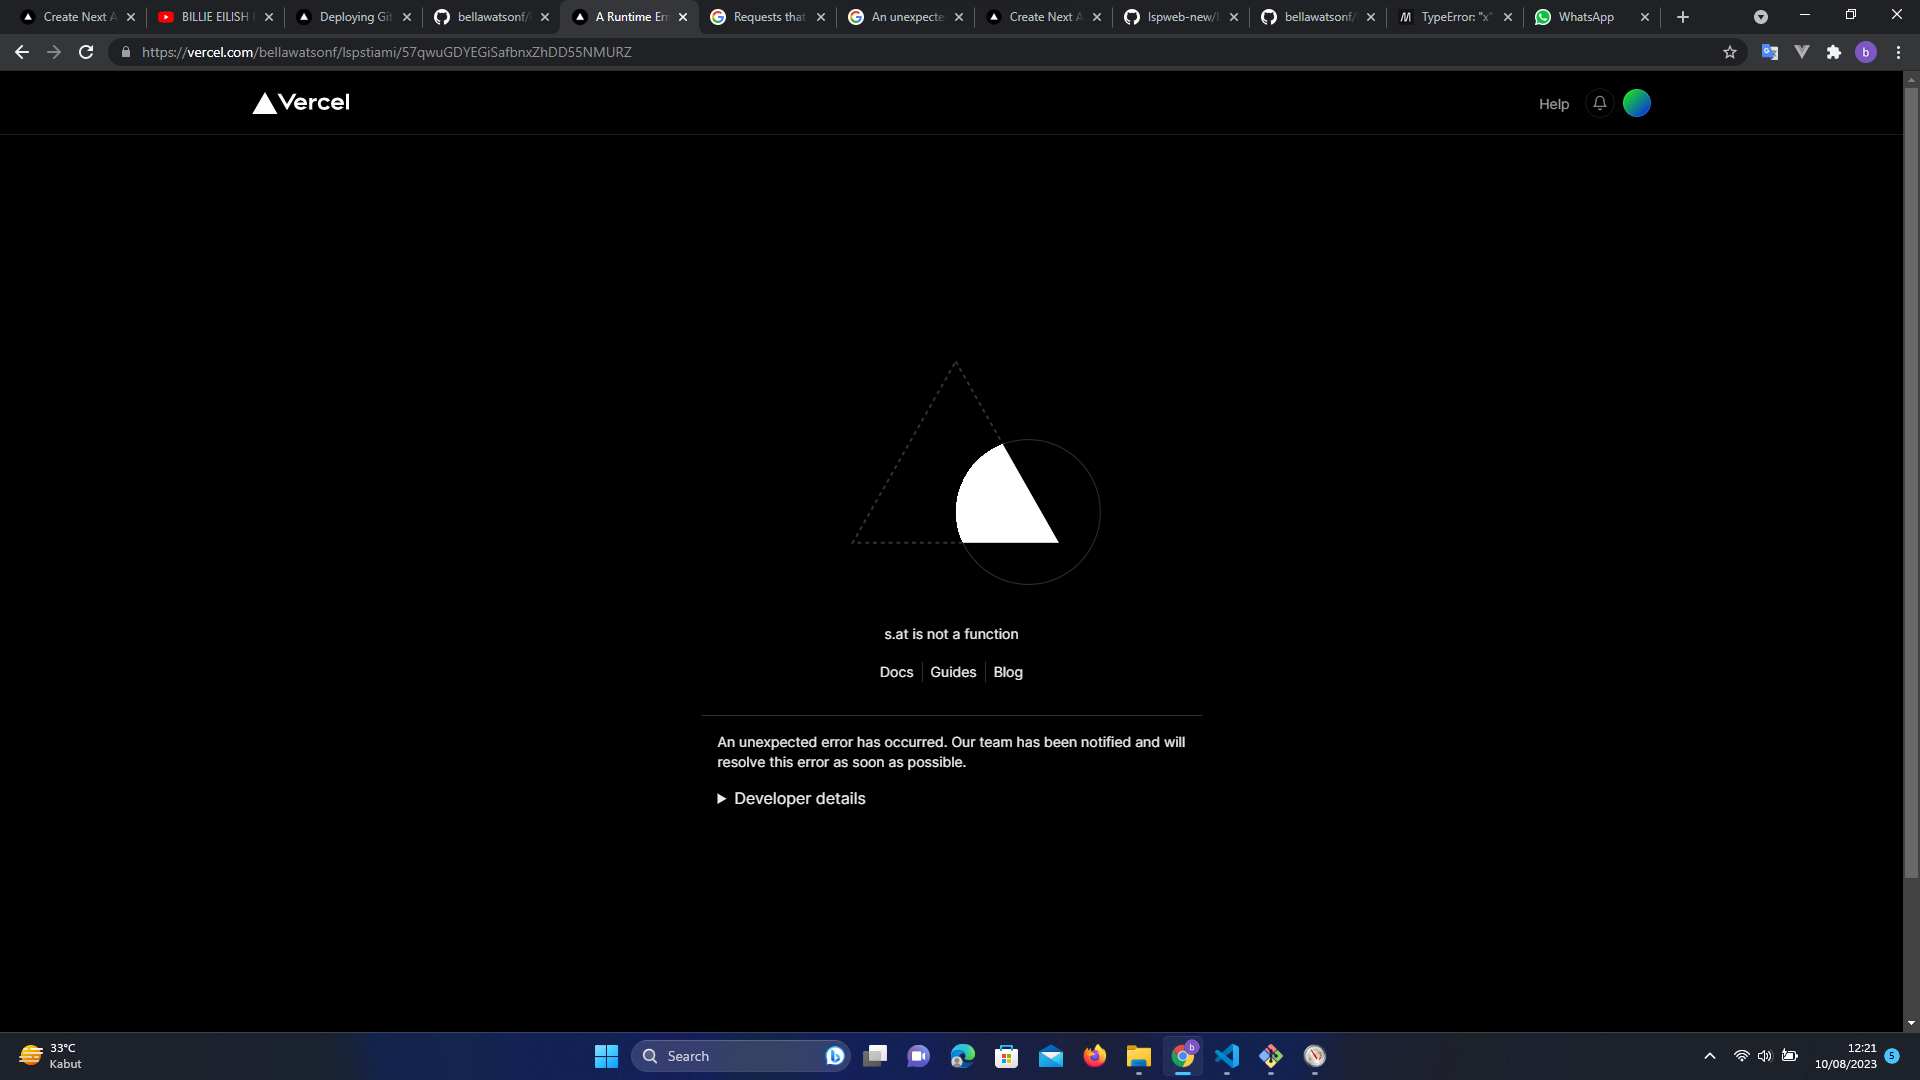 Create Next A
BILLIE EILISH
Deploying Git
bellawatsonf/
A Runtime Err
Requests that
An unexpecte
Create Next A
lspweb-new/
bellawatsonf/
TypeError: "x"
WhatsApp
https://vercel.com/bellawatsonf/lspstiami/57qwuGDYEGiSafbnxZhDD55NMURZ
b
Vercel
Help
s.at is not a function
Docs
Guides
Blog
An unexpected error has occurred. Our team has been notified and will
resolve this error as soon as possible.
Developer details
33°C
Kabut
Search
12:21
10/08/2023
5